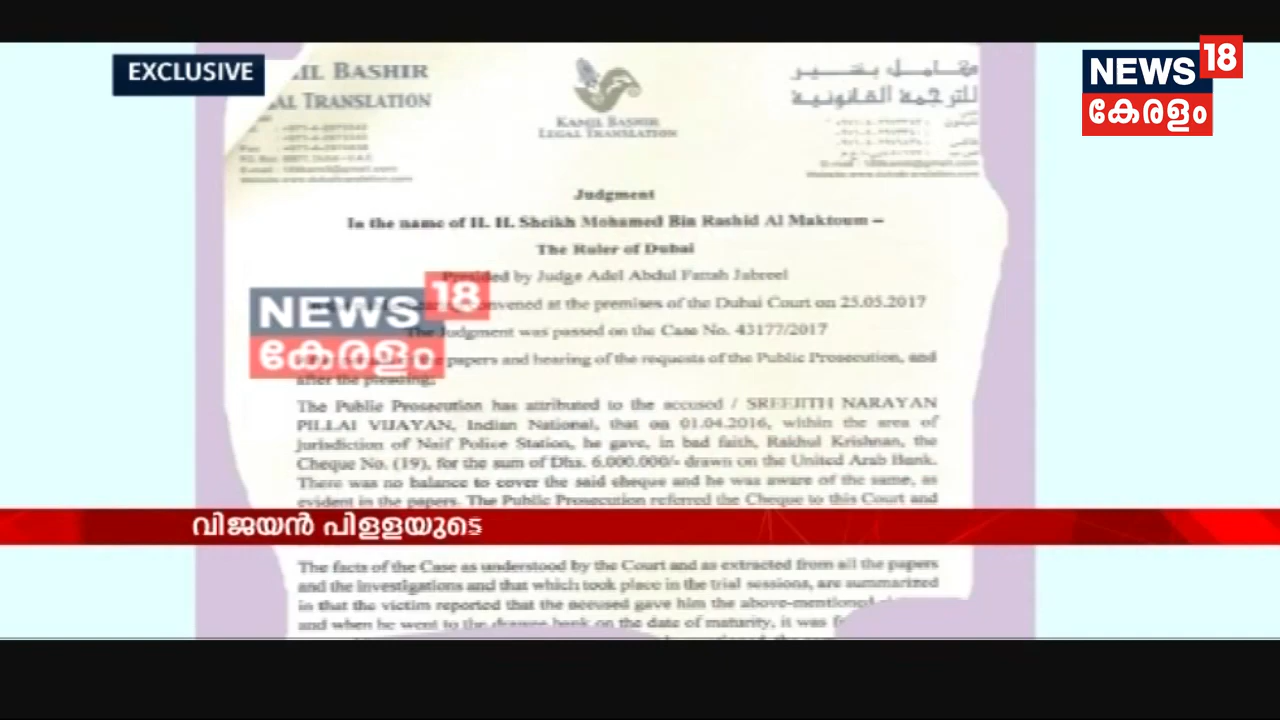 EXCLUSIVE
NEWS 18
കേരളം
BASHIR
TRANSLATION
KAMIL BASHIR
LEGAL TRANSLATION
كامل بشير
للترجمة القانونية
Judgment
In the name of H. H. Sheikh Mohamed Bin Rashid Al Maktoum –
The Ruler of Dubai
Presided by Judge Adel Abdul Fattah Jabreel
convened at the premises of the Dubai Court on 25.05.2017
The Judgment was passed on the Case No. 43177/2017
NEWS 18
കേരളം
papers and hearing of the requests of the Public Prosecution, and
after the pleading;
The Public Prosecution has attributed to the accused / SREEJITH NARAYAN
PILLAI VIJAYAN, Indian National, that on 01.04.2016, within the area of
jurisdiction of Naif Police Station, he gave, in bad faith, Rakhul Krishnan, the
Cheque No. (19), for the sum of Dhs. 6.000.000/- drawn on the United Arab Bank.
There was no balance to cover the said cheque and he was aware of the same, as
evident in the papers. The Public Prosecution referred the Cheque to this Court and
വിജയൻ പിളളയുടെ
The facts of the Case as understood by the Court and as extracted from all the papers
and the investigations and that which took place in the trial sessions, are summarized
in that the victim reported that the accused gave him the above-mentioned
and when he went to the drawee bank on the date of maturity, it was